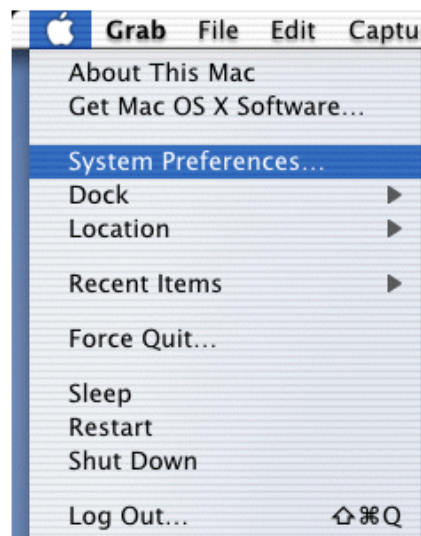 Grab File Edit Captu
About This Mac
Get Mac OS X Software...
System Preferences...
Dock
Location
Recent Items
Force Quit...
Sleep
Restart
Shut Down
Log Out... ⇧⌘Q